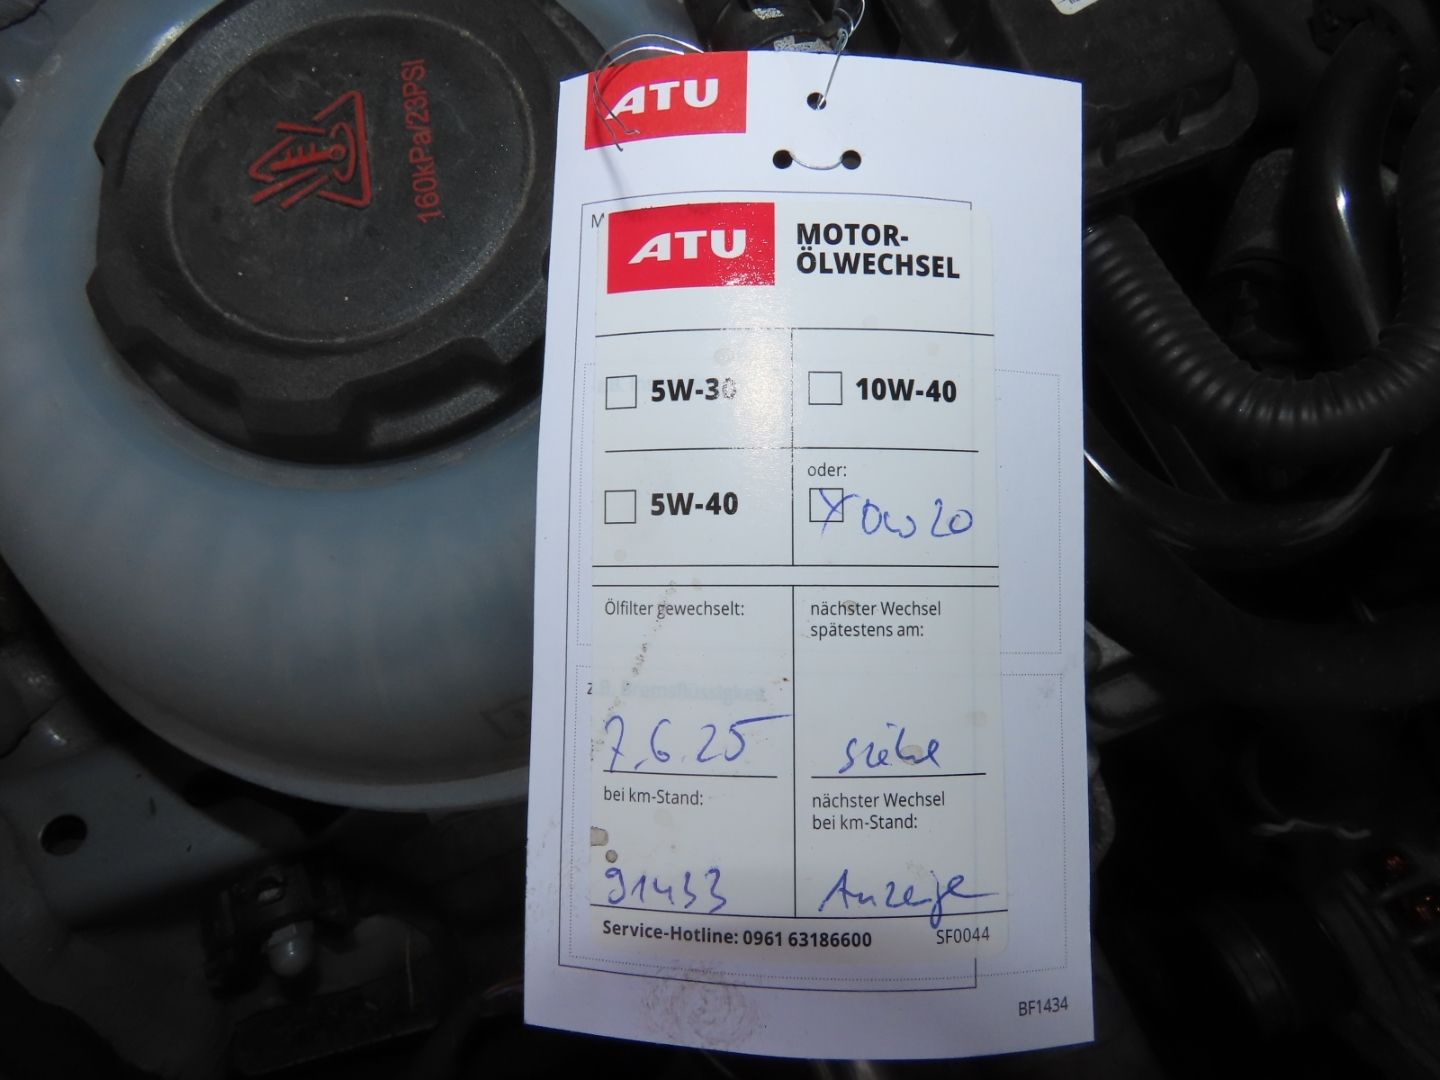 160kPa/23PSI
ATU
ATU
MOTOR-
ÖLWECHSEL
5W-30
10W-40
5W-40
oder:
X 0w20
Ölfilter gewechselt:
nächster Wechsel
spätestens am:
7.6.25
siehe
bei km-Stand:
nächster Wechsel
bei km-Stand:
91433
Anzeige
Service-Hotline: 0961 63186600
SF0044
BF1434